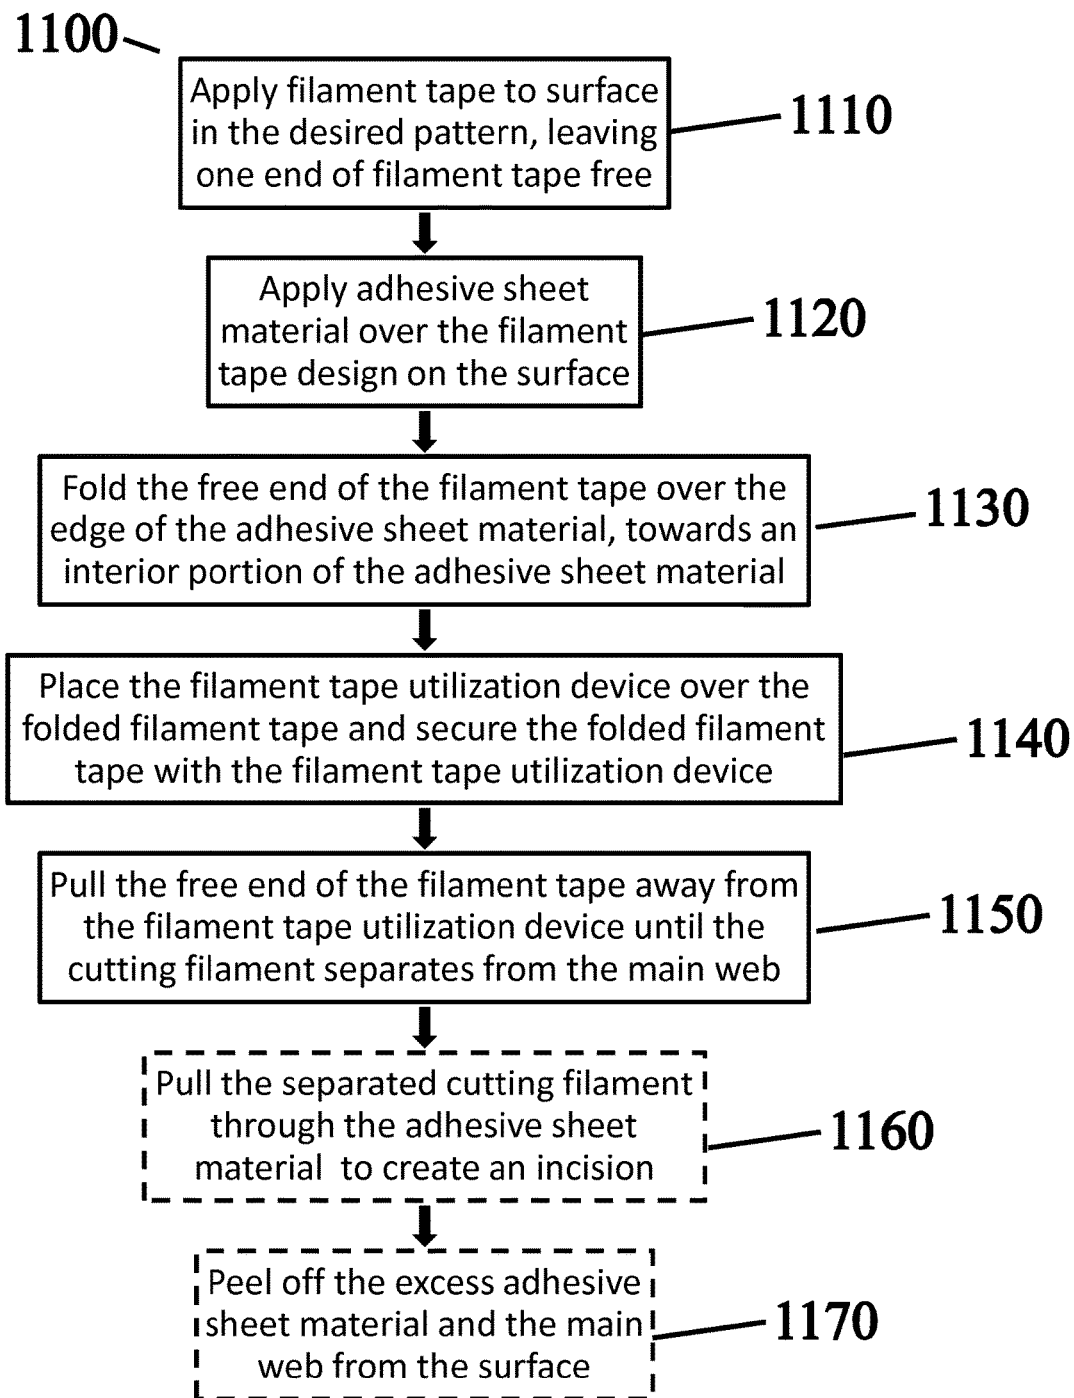 1100
Apply filament tape to surface
in the desired pattern, leaving
one end of filament tape free
1110
Apply adhesive sheet
material over the filament
tape design on the surface
1120
Fold the free end of the filament tape over the
edge of the adhesive sheet material, towards an
interior portion of the adhesive sheet material
1130
Place the filament tape utilization device over the
folded filament tape and secure the folded filament
tape with the filament tape utilization device
1140
Pull the free end of the filament tape away from
the filament tape utilization device until the
cutting filament separates from the main web
1150
Pull the separated cutting filament
through the adhesive sheet
material to create an incision
1160
Peel off the excess adhesive
sheet material and the main
web from the surface
1170